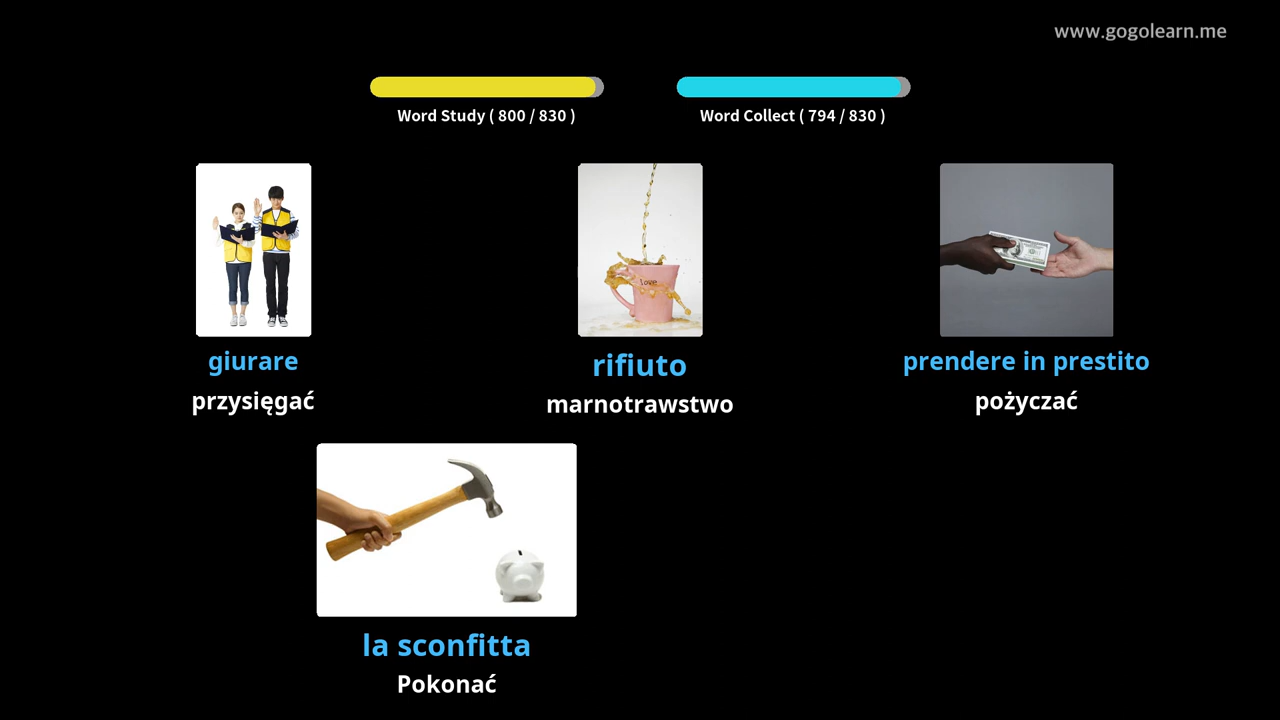 www.gogolearn.me
Word Study ( 800 / 830 )
Word Collect ( 794 / 830 )
love
giurare
rifiuto
prendere in prestito
przysięgać
marnotrawstwo
pożyczać
la sconfitta
Pokonać